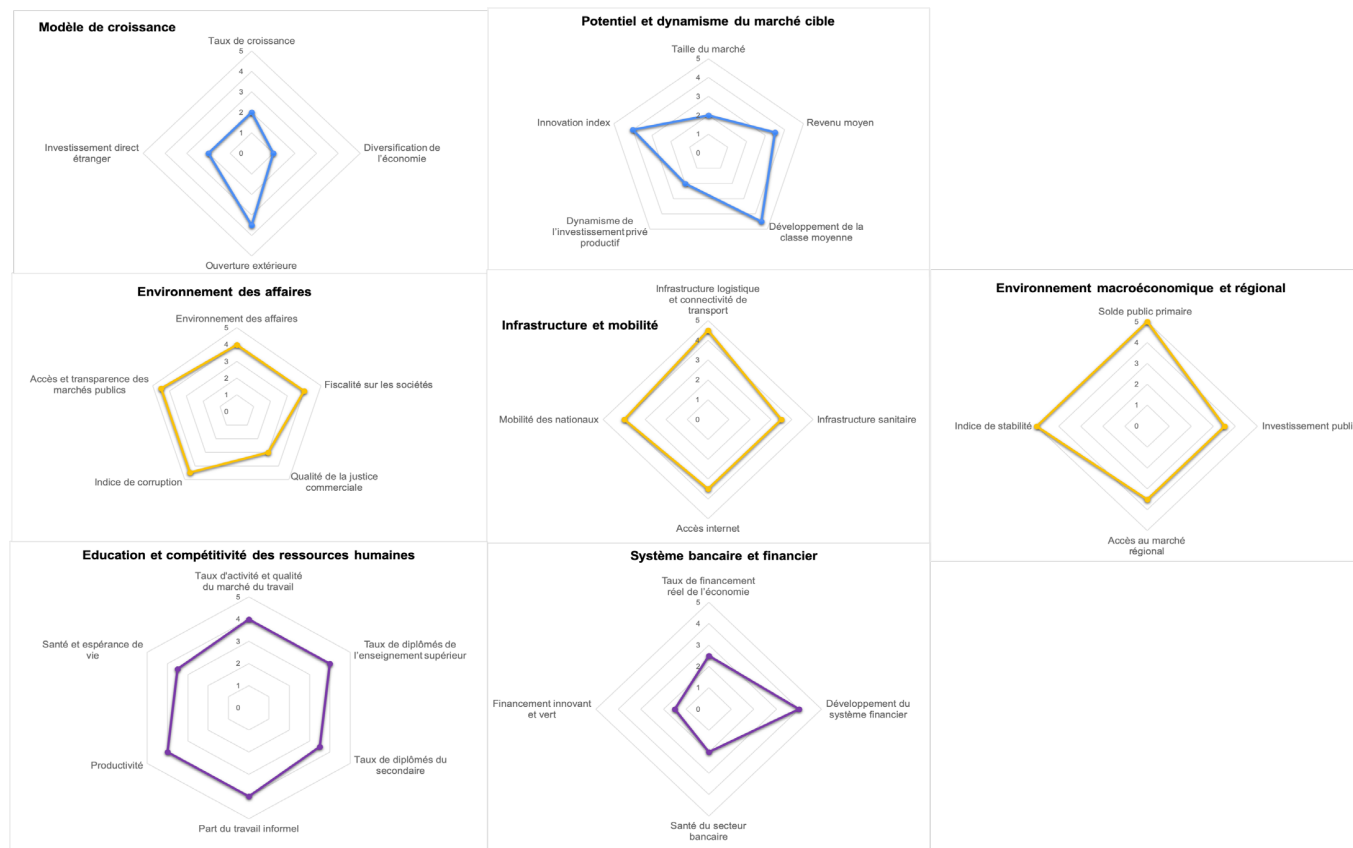 Modèle de croissance
Taux de croissance
5
4
3
2
1
0
Investissement direct
étranger
Diversification de
l'économie
Ouverture extérieure
Potentiel et dynamisme du marché cible
Taille du marché
5
4
3
2
1
0
Innovation index
Revenu moyen
Dynamisme de
l'investissement privé
productif
Développement de la
classe moyenne
Environnement des affaires
Environnement des affaires
5
4
3
2
1
0
Accès et transparence des
marchés publics
Fiscalité sur les sociétés
Indice de corruption
Qualité de la justice
commerciale
Infrastructure et mobilité
Infrastructure logistique
et connectivité de
transport
5
4
3
2
1
0
Mobilité des nationaux
Infrastructure sanitaire
Accès internet
Environnement macroéconomique et régional
Solde public primaire
5
4
3
2
1
0
Indice de stabilité
Investissement publi
Accès au marché
régional
Education et compétitivité des ressources humaines
Taux d'activité et qualité
du marché du travail
5
4
3
2
1
0
Santé et espérance de
vie
Taux de diplômés de
l'enseignement supérieur
Productivité
Taux de diplômés du
secondaire
Part du travail informel
Système bancaire et financier
Taux de financement
réel de l'économie
5
4
3
2
1
0
Financement innovant
et vert
Développement du
système financier
Santé du secteur
bancaire